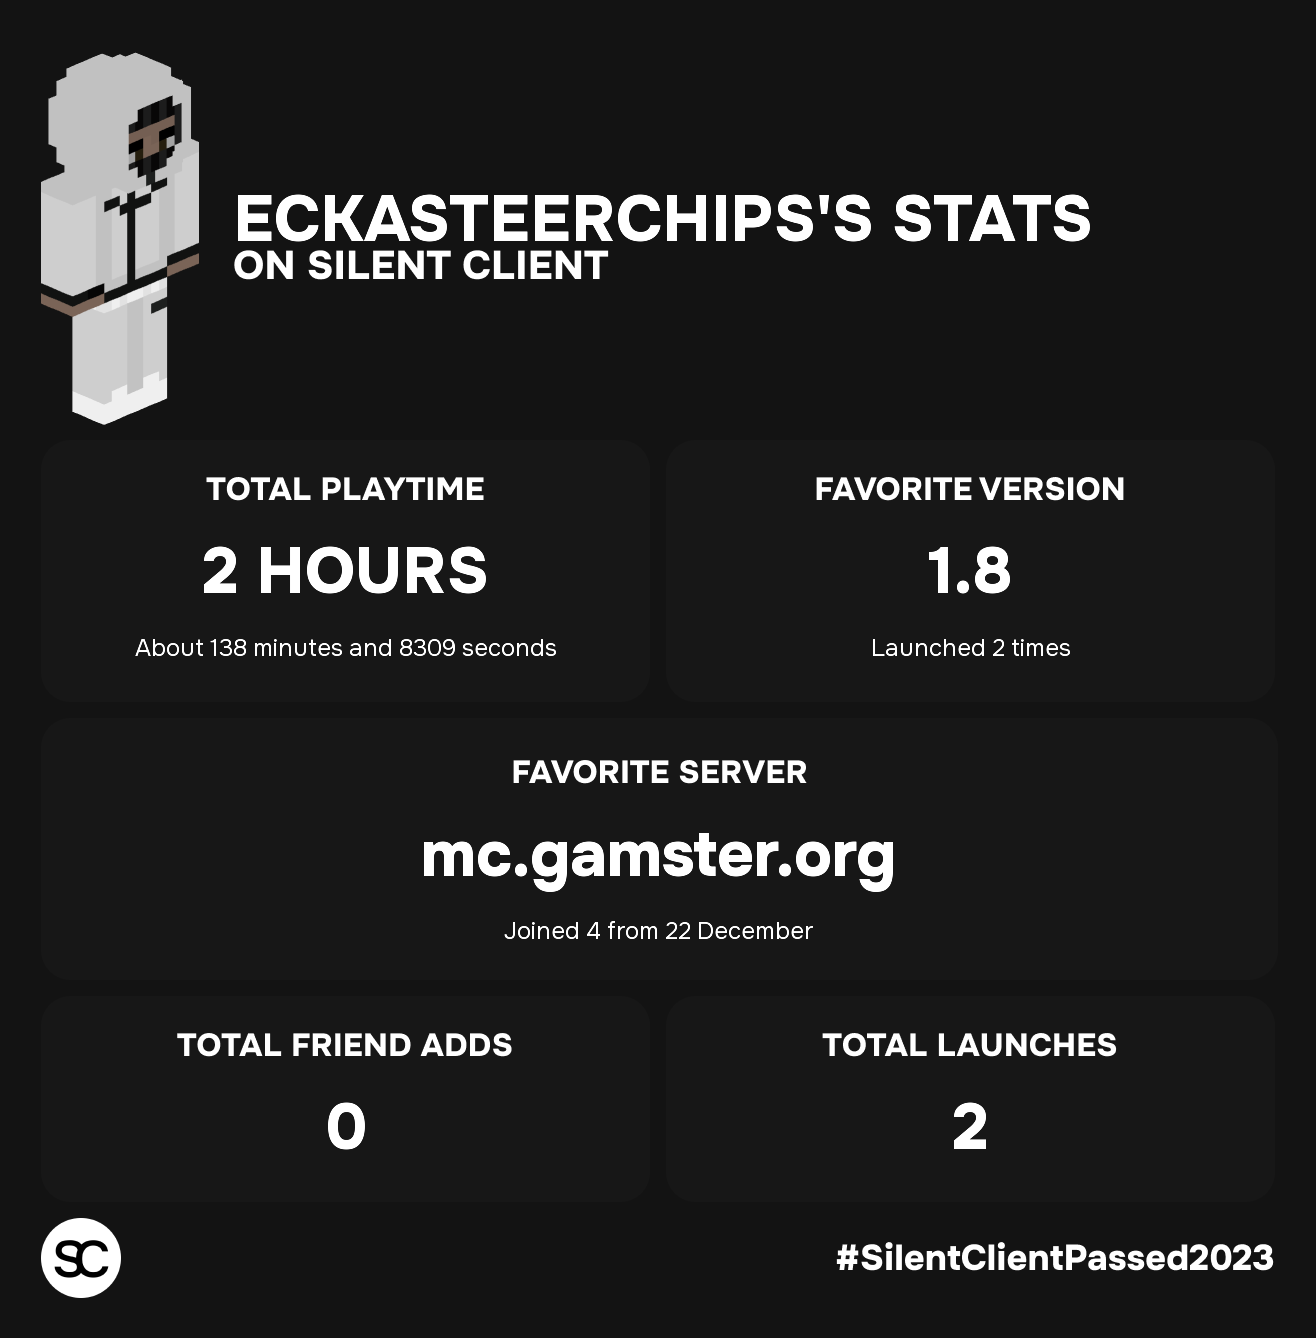 ECKASTEERCHIPS'S STATS
ON SILENT CLIENT
TOTAL PLAYTIME
2 HOURS
About 138 minutes and 8309 seconds
FAVORITE VERSION
1.8
Launched 2 times
FAVORITE SERVER
mc.gamster.org
Joined 4 from 22 December
TOTAL FRIEND ADDS
0
TOTAL LAUNCHES
2
SC
#SilentClientPassed2023